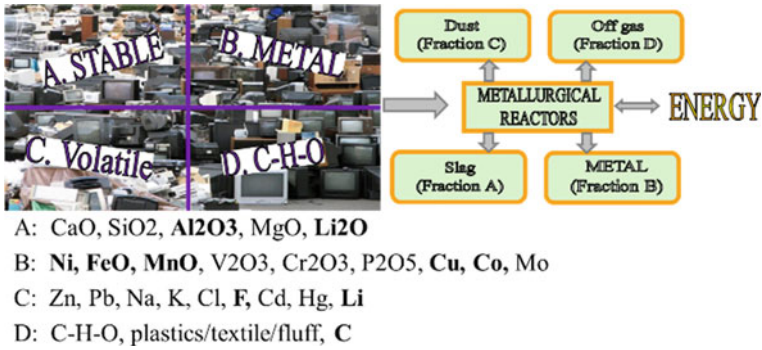 A. STABLE
B. METAL
C. Volatile
D. C-H-O
Dust
(Fraction C)
Off gas
(Fraction D)
METALLURGICAL
REACTORS
ENERGY
Slag
(Fraction A)
METAL
(Fraction B)
A: CaO, SiO2, Al2O3, MgO, Li2O
B: Ni, FeO, MnO, V2O3, Cr2O3, P2O5, Cu, Co, Mo
C: Zn, Pb, Na, K, Cl, F, Cd, Hg, Li
D: C-H-O, plastics/textile/fluff, C